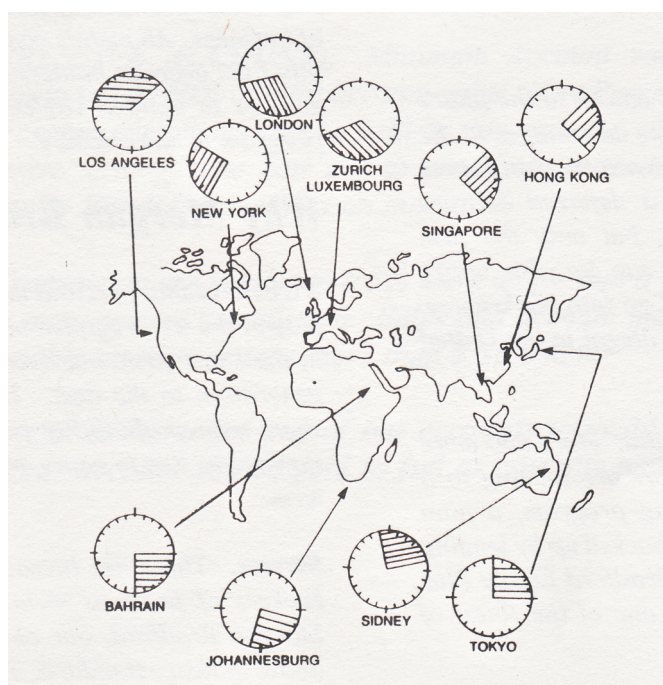 LONDON
LOS ANGELES
ZURICH
LUXEMBOURG
HONG KONG
NEW YORK
SINGAPORE
BAHRAIN
SIDNEY
TOKYO
JOHANNESBURG